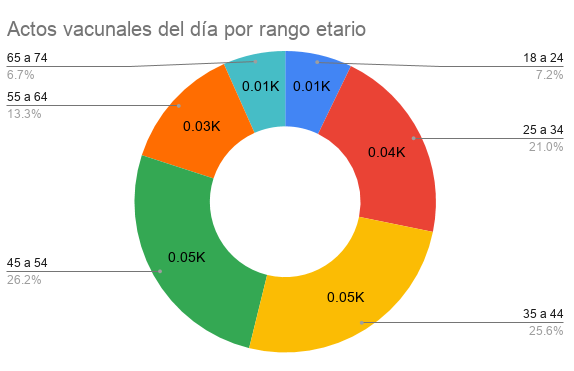 Actos vacunales del día por rango etario
65 a 74
6.7%
18 a 24
7.2%
0.01K
0.01K
55 a 64
13.3%
0.03K
25 a 34
21.0%
0.04K
45 a 54
26.2%
0.05K
0.05K
35 a 44
25.6%